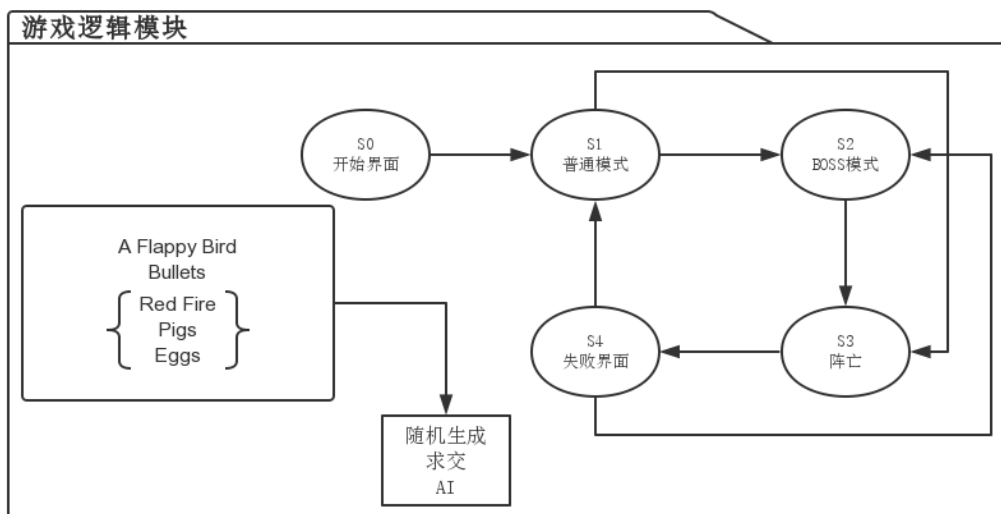 游戏逻辑模块
S0
开始界面
S1
普通模式
S2
BOSS模式
A Flappy Bird
Bullets
Red Fire
Pigs
Eggs
S4
失败界面
S3
阵亡
随机生成
求交
AI